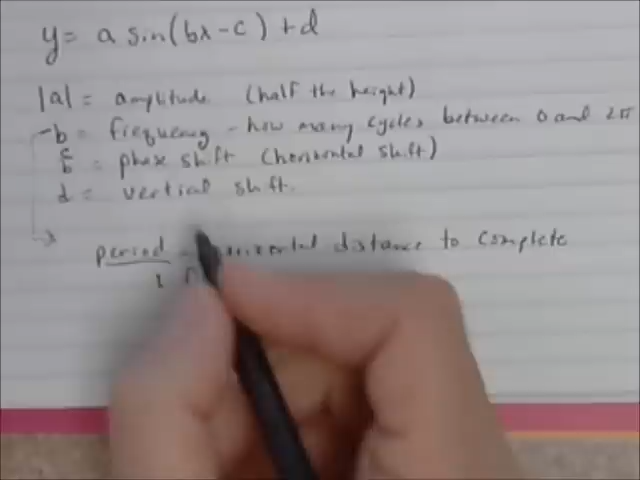 y = a sin(bx - c) + d
|a| = amplitude (half the height)
b = frequency - how many cycles between 0 and 2π
c/b = phase shift (horizontal shift)
d = vertical shift.
period - horizontal distance to complete
1